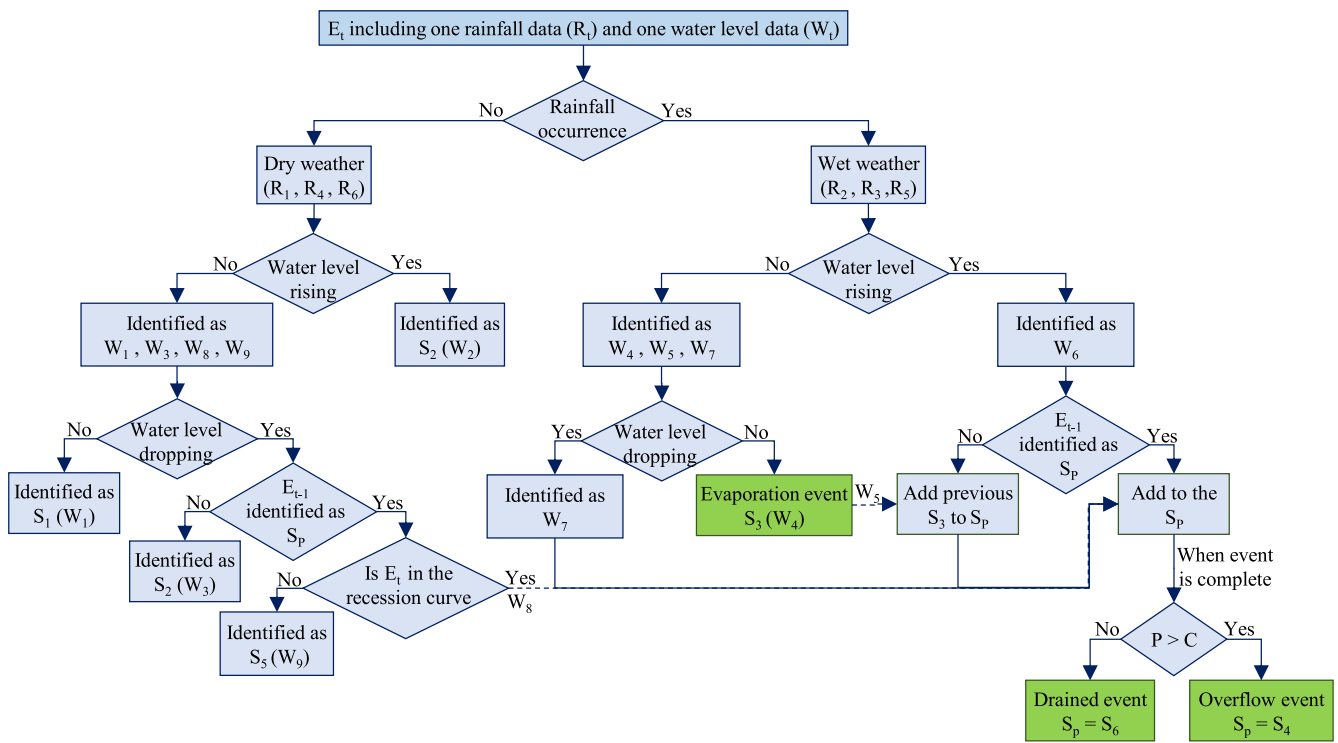 Et including one rainfall data (Rt) and one water level data (Wt)
Rainfall
occurrence
No
Yes
Dry weather
(R1 , R4 , R6)
Wet weather
(R2 , R3 ,R5)
Water level
rising
No
Yes
Water level
rising
No
Yes
Identified as
W1 , W3 , W8 , W9
Identified as
S2 (W2)
Identified as
W4 , W5 , W7
Identified as
W6
Water level
dropping
No
Yes
Water level
dropping
Yes
No
Et-1
identified as
SP
No
Yes
Identified as
S1 (W1)
Et-1
identified as
SP
No
Yes
Identified as
W7
Evaporation event
S3 (W4)
W5
Add previous
S3 to SP
Add to the
SP
Identified as
S2 (W3)
Is Et in the
recession curve
No
Yes
W8
When event
is complete
Identified as
S5 (W9)
P > C
No
Yes
Drained event
Sp = S6
Overflow event
Sp = S4